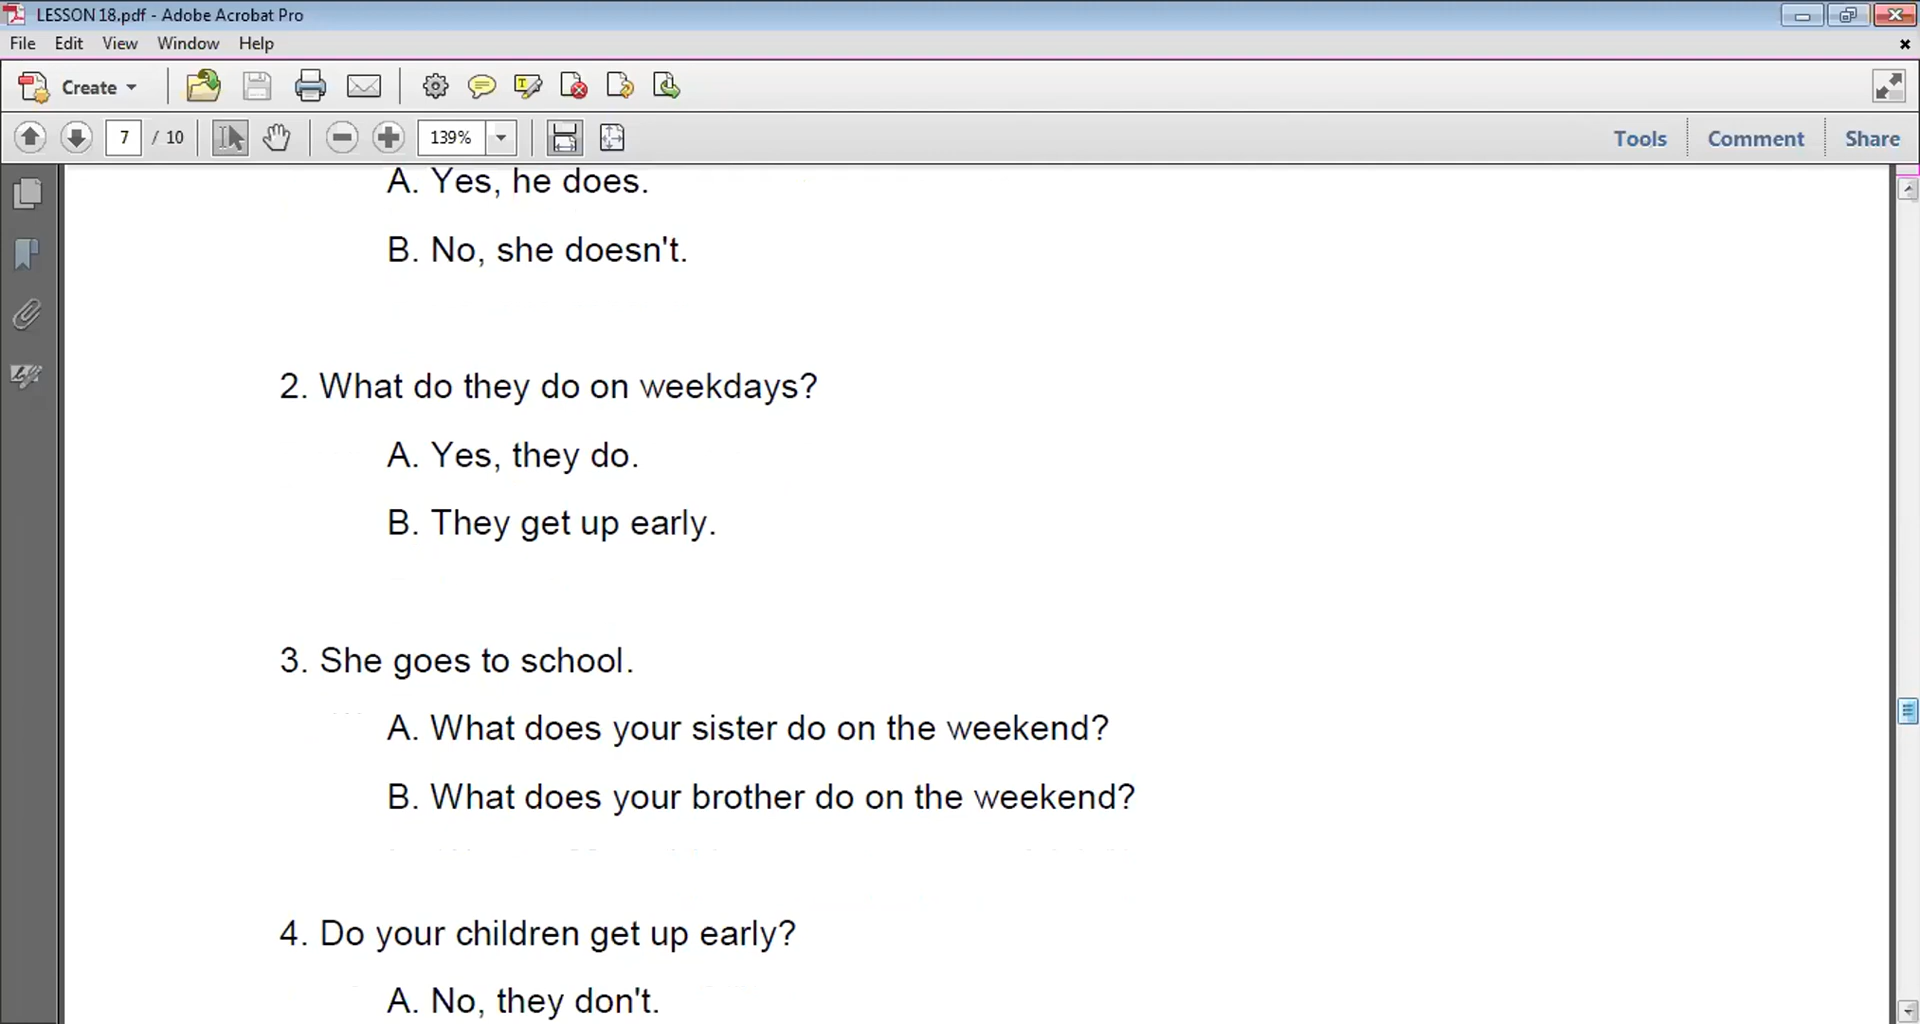 LESSON 18.pdf - Adobe Acrobat Pro
File Edit View Window Help
Create
7 / 10 139% Tools Comment Share
A. Yes, he does.
B. No, she doesn't.
2. What do they do on weekdays?
A. Yes, they do.
B. They get up early.
3. She goes to school.
A. What does your sister do on the weekend?
B. What does your brother do on the weekend?
4. Do your children get up early?
A. No, they don't.